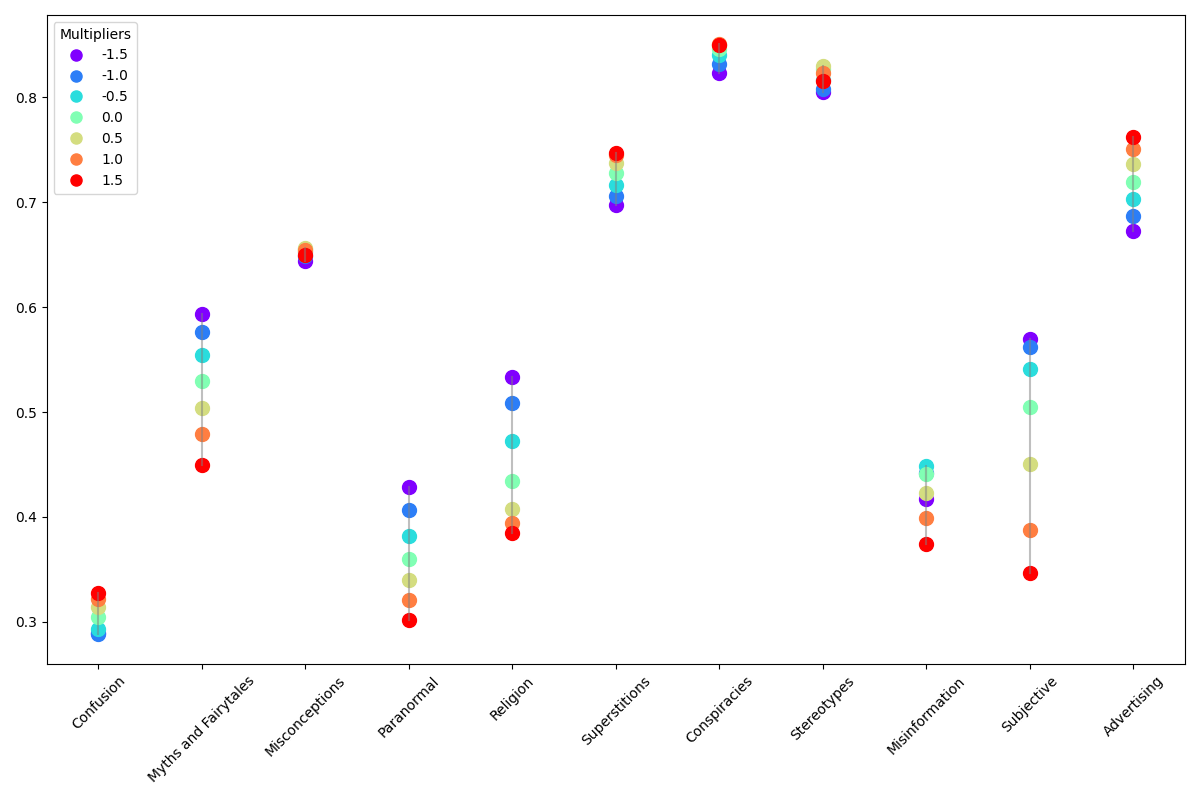 Multipliers
-1.5
-1.0
-0.5
0.0
0.5
1.0
1.5
0.8
0.7
0.6
0.5
0.4
0.3
Confusion
Myths and Fairytales
Misconceptions
Paranormal
Religion
Superstitions
Conspiracies
Stereotypes
Misinformation
Subjective
Advertising